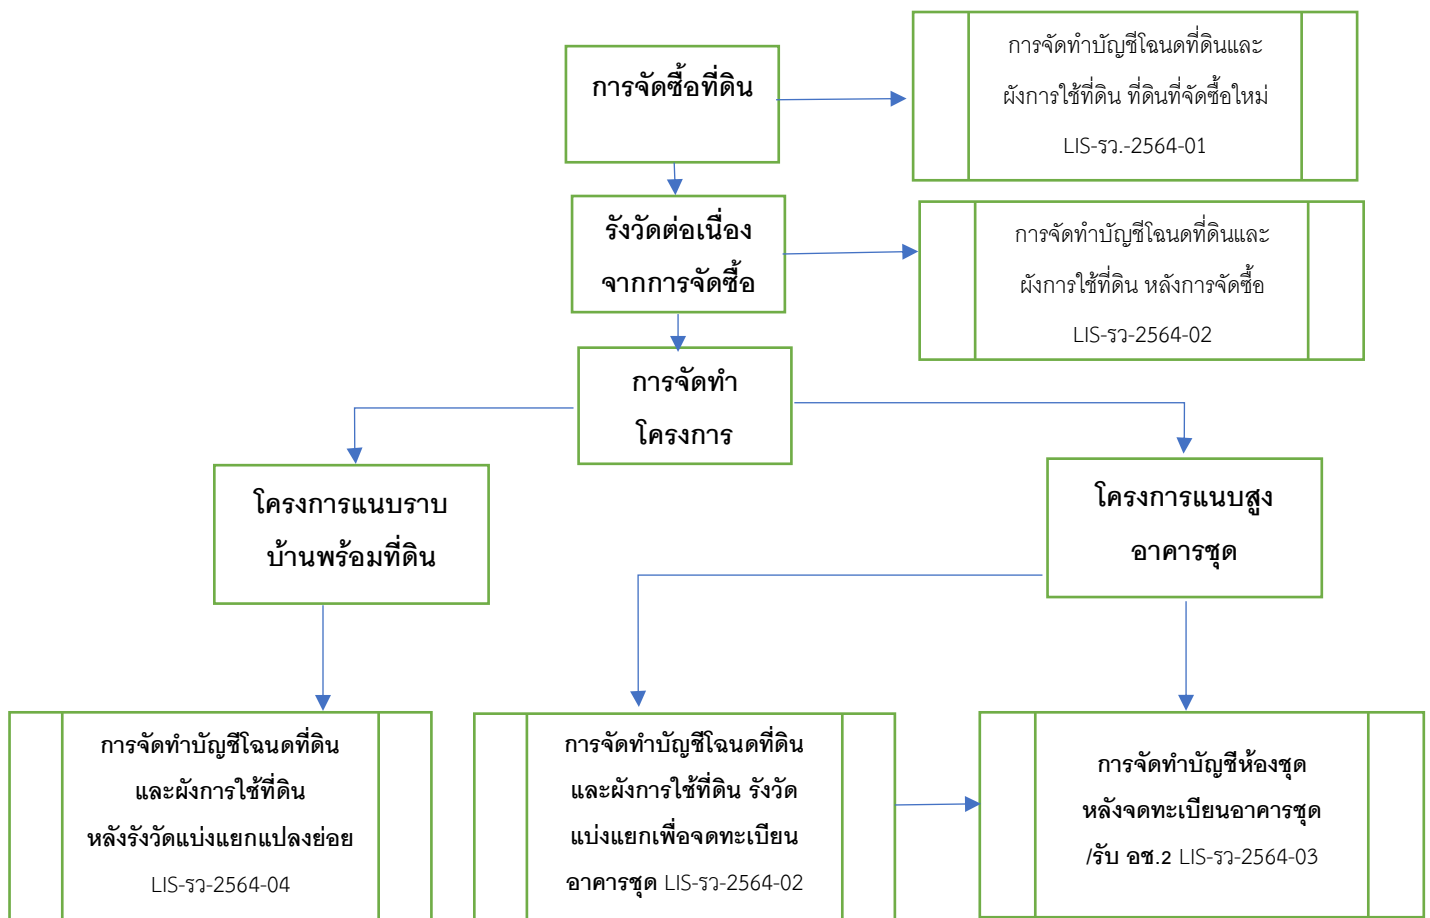 การจัดซื้อที่ดิน
การจัดทำบัญชีโฉนดที่ดินและ
ผังการใช้ที่ดิน ที่ดินที่จัดซื้อใหม่
LIS-รว.-2564-01
รังวัดต่อเนื่อง
จากการจัดซื้อ
การจัดทำบัญชีโฉนดที่ดินและ
ผังการใช้ที่ดิน หลังการจัดซื้อ
LIS-รว-2564-02
การจัดทำ
โครงการ
โครงการแนบราบ
บ้านพร้อมที่ดิน
โครงการแนบสูง
อาคารชุด
การจัดทำบัญชีโฉนดที่ดิน
และผังการใช้ที่ดิน
หลังรังวัดแบ่งแยกแปลงย่อย
LIS-รว-2564-04
การจัดทำบัญชีโฉนดที่ดิน
และผังการใช้ที่ดิน รังวัด
แบ่งแยกเพื่อจดทะเบียน
อาคารชุด LIS-รว-2564-02
การจัดทำบัญชีห้องชุด
หลังจดทะเบียนอาคารชุด
/รับ อช.2 LIS-รว-2564-03